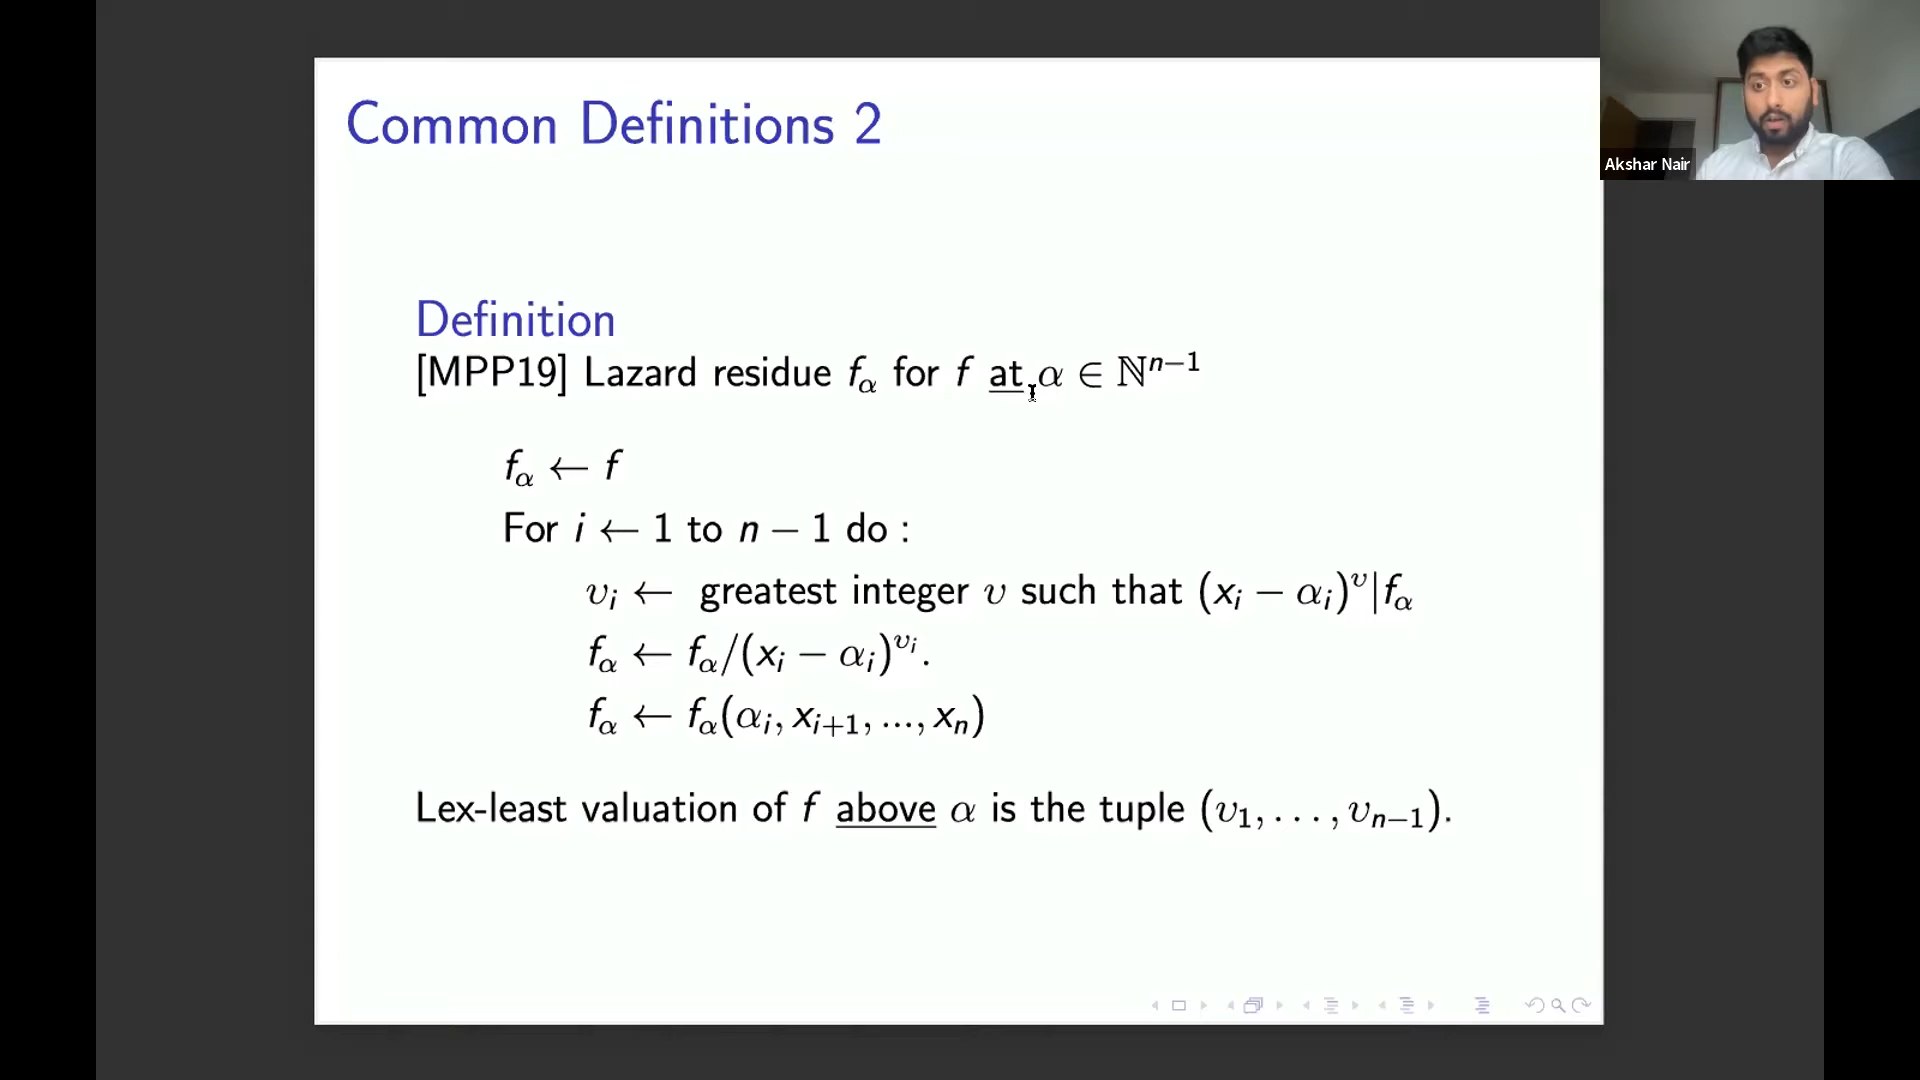 Common Definitions 2
Akshar Nair
Definition
[MPP19] Lazard residue f_α for f at α ∈ ℕ^{n−1}
f_α ← f
For i ← 1 to n − 1 do :
υ_i ← greatest integer υ such that (x_i − α_i)^υ|f_α
f_α ← f_α/(x_i − α_i)^{υ_i}.
f_α ← f_α(α_i, x_{i+1}, ..., x_n)
Lex-least valuation of f above α is the tuple (υ_1, . . . , υ_{n−1}).